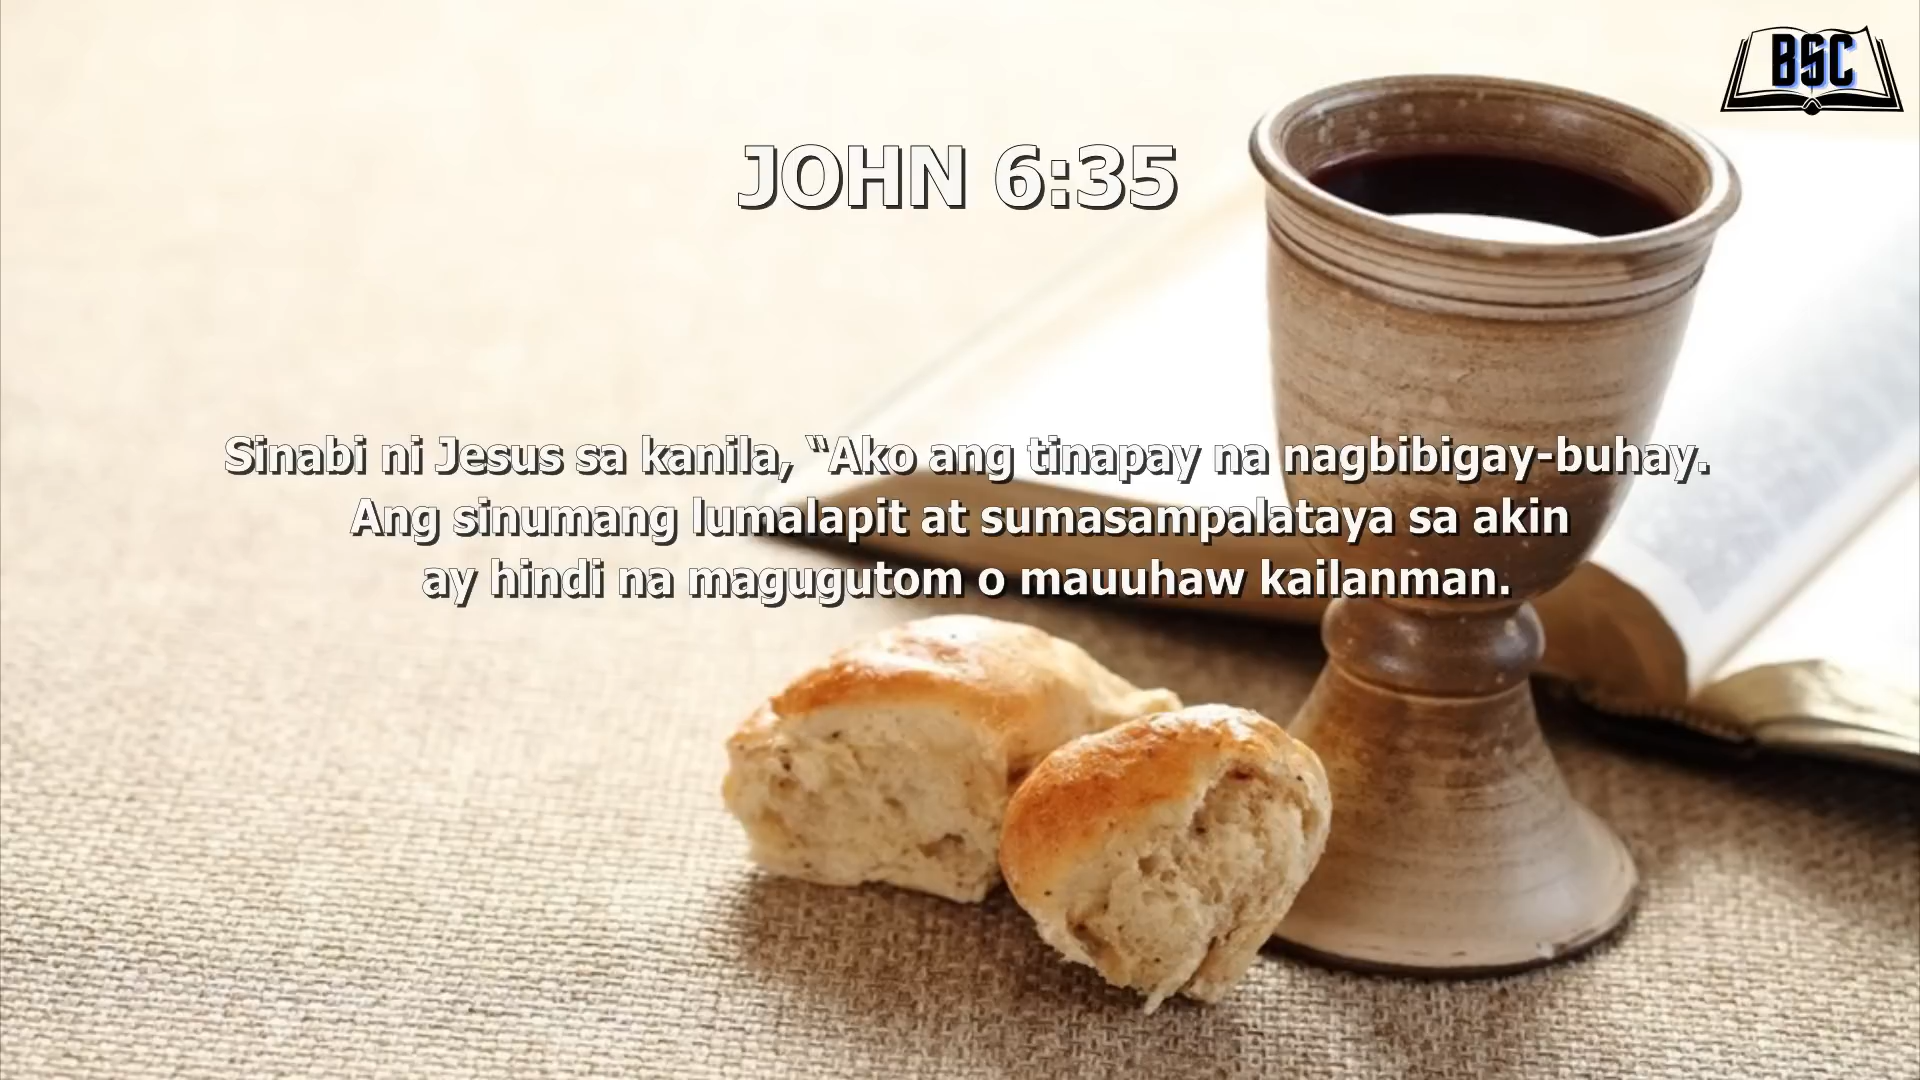 BSC
JOHN 6:35
Sinabi ni Jesus sa kanila, “Ako ang tinapay na nagbibigay-buhay.
Ang sinumang lumalapit at sumasampalataya sa akin
ay hindi na magugutom o mauuhaw kailanman.